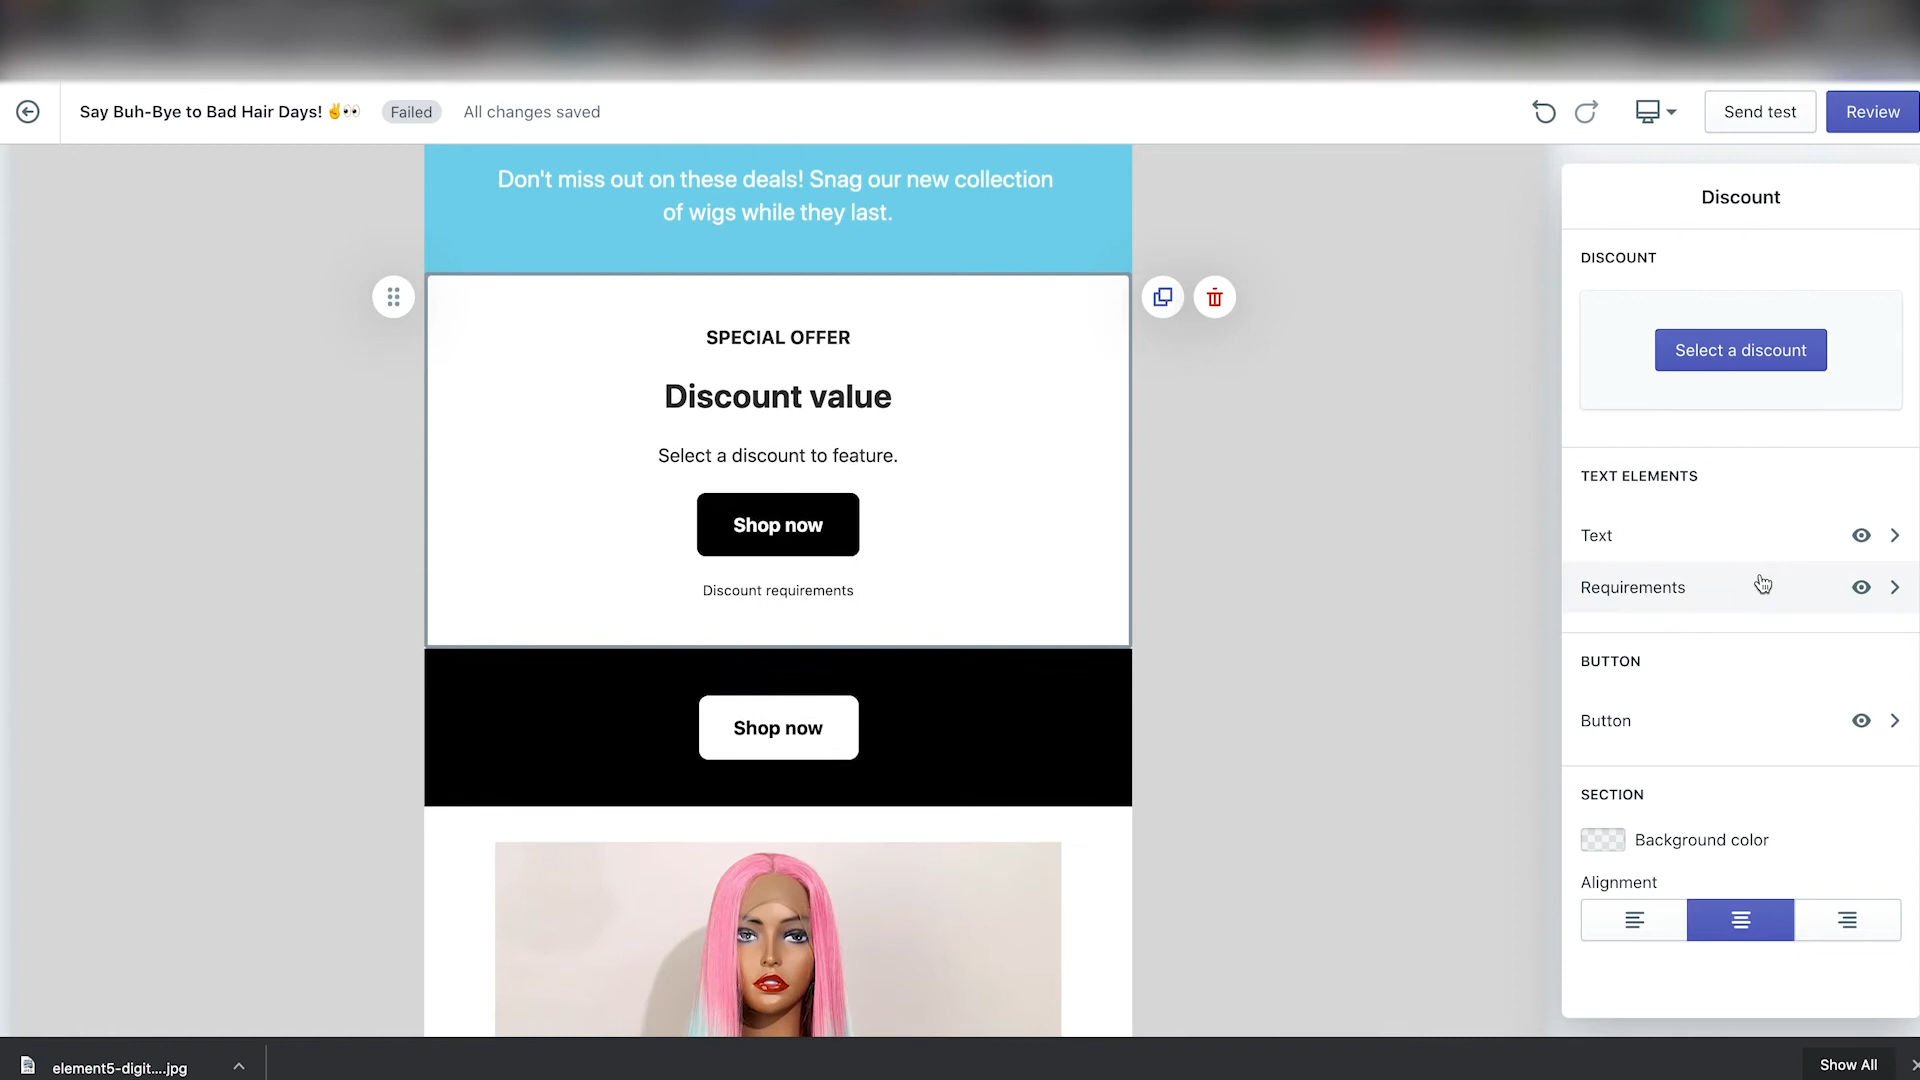 Say Buh-Bye to Bad Hair Days! ✌️👀
Failed
All changes saved
Send test
Review
Don't miss out on these deals! Snag our new collection
of wigs while they last.
SPECIAL OFFER
Discount value
Select a discount to feature.
Shop now
Discount requirements
Shop now
Discount
DISCOUNT
Select a discount
TEXT ELEMENTS
Text
Requirements
BUTTON
Button
SECTION
Background color
Alignment
element5-digit....jpg
Show All